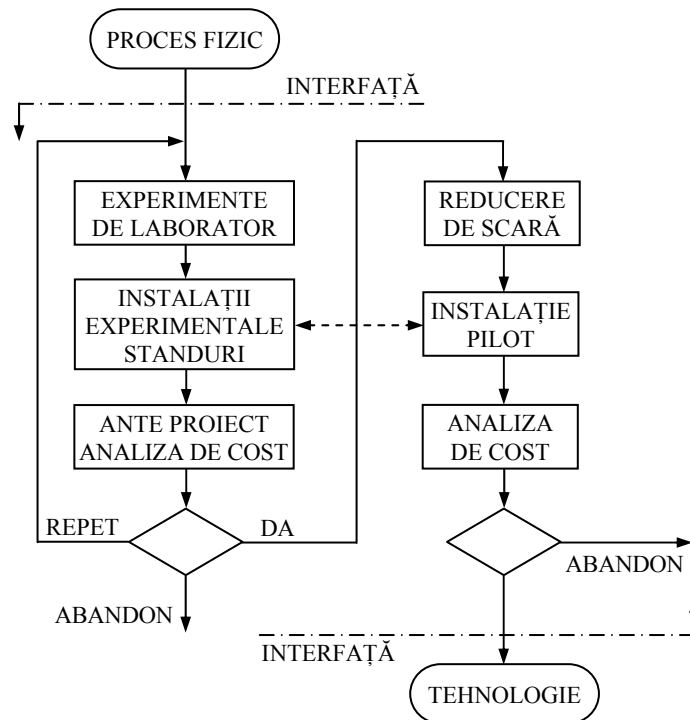 PROCES FIZIC
INTERFAȚĂ
EXPERIMENTE
DE LABORATOR
INSTALAȚII
EXPERIMENTALE
STANDURI
ANTE PROIECT
ANALIZA DE COST
REPET
DA
ABANDON
REDUCERE
DE SCARĂ
INSTALAȚIE
PILOT
ANALIZA
DE COST
ABANDON
INTERFAȚĂ
TEHNOLOGIE